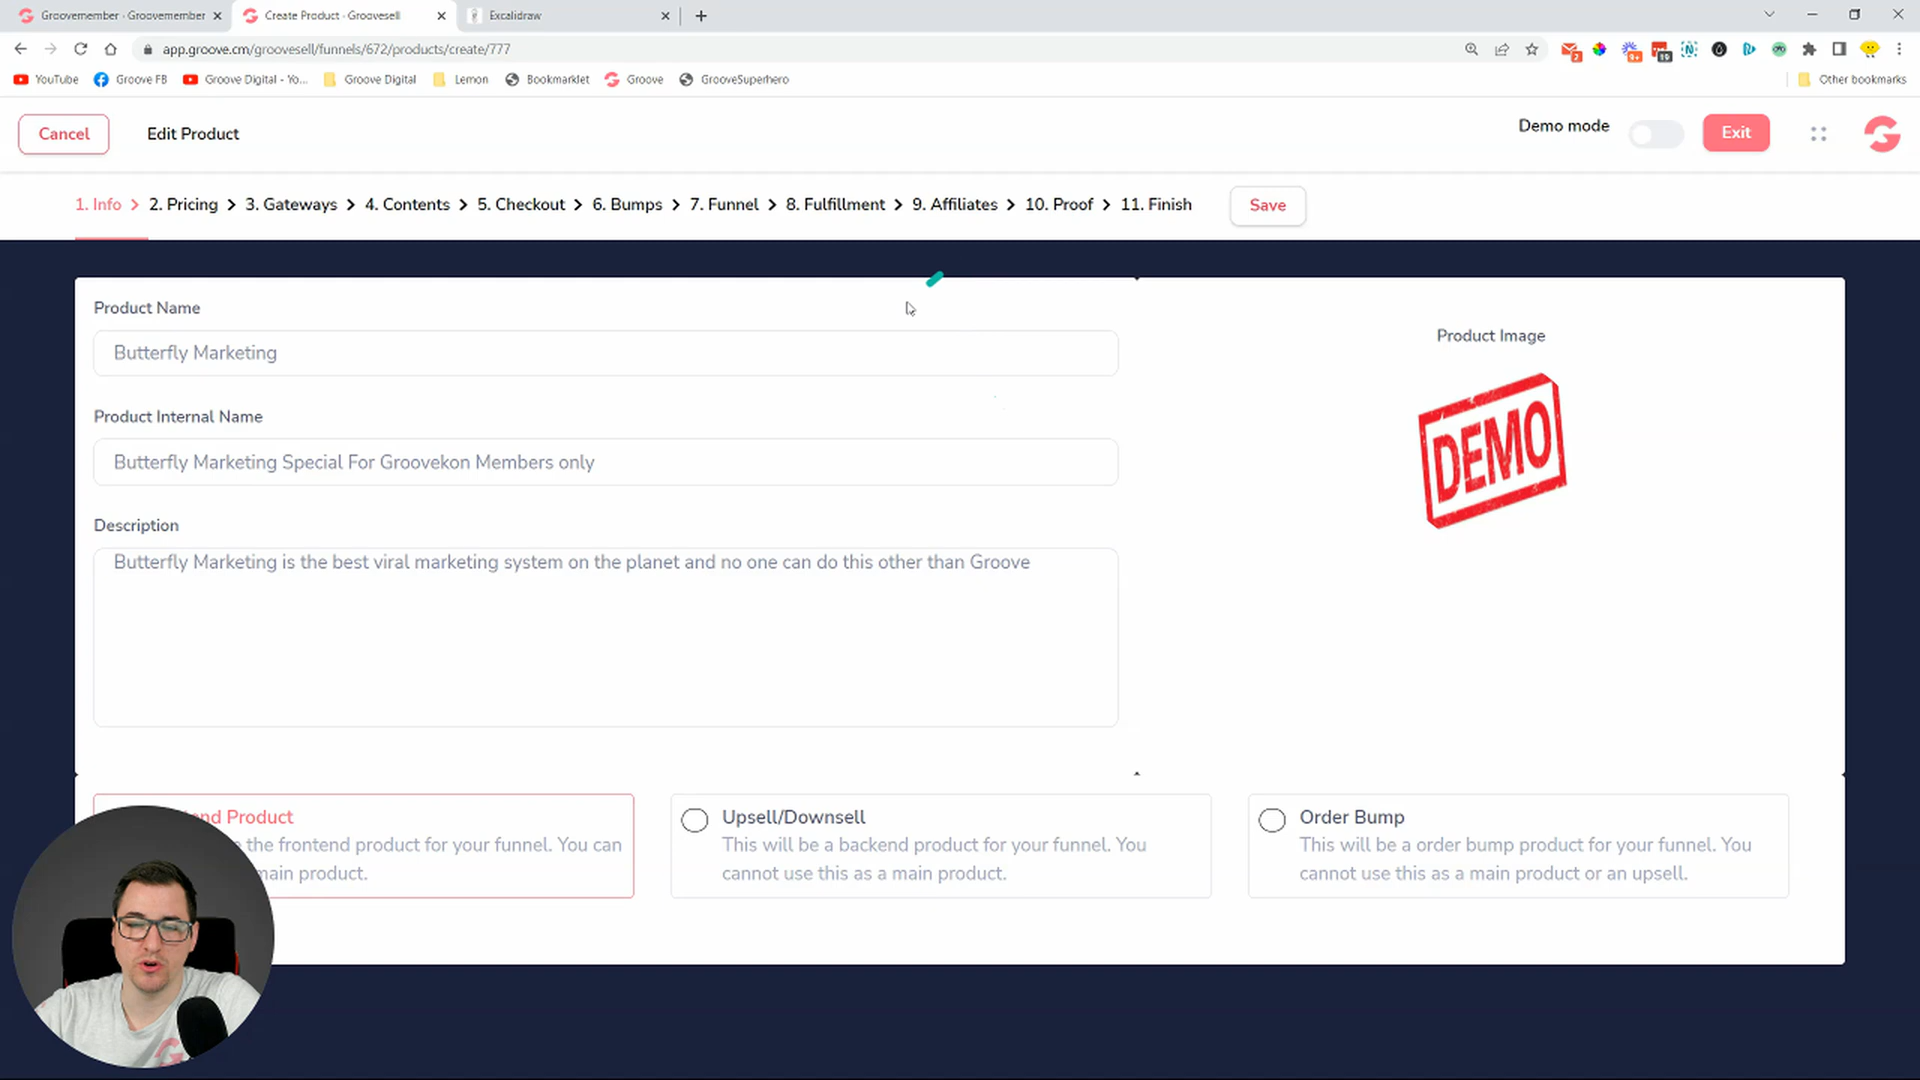 Groovemember - Groovemember
Create Product - Groovesell
Excalidraw
app.groove.cm/groovesell/funnels/672/products/create/777
YouTube
Groove FB
Groove Digital - Yo...
Groove Digital
Lemon
Bookmarklet
Groove
GrooveSuperhero
Other bookmarks
Cancel
Edit Product
Demo mode
Exit
1. Info
2. Pricing
3. Gateways
4. Contents
5. Checkout
6. Bumps
7. Funnel
8. Fulfillment
9. Affiliates
10. Proof
11. Finish
Save
Product Name
Butterfly Marketing
Product Internal Name
Butterfly Marketing Special For Groovekon Members only
Description
Butterfly Marketing is the best viral marketing system on the planet and no one can do this other than Groove
Product Image
DEMO
nd Product
the frontend product for your funnel. You can
main product.
Upsell/Downsell
This will be a backend product for your funnel. You
cannot use this as a main product.
Order Bump
This will be a order bump product for your funnel. You
cannot use this as a main product or an upsell.